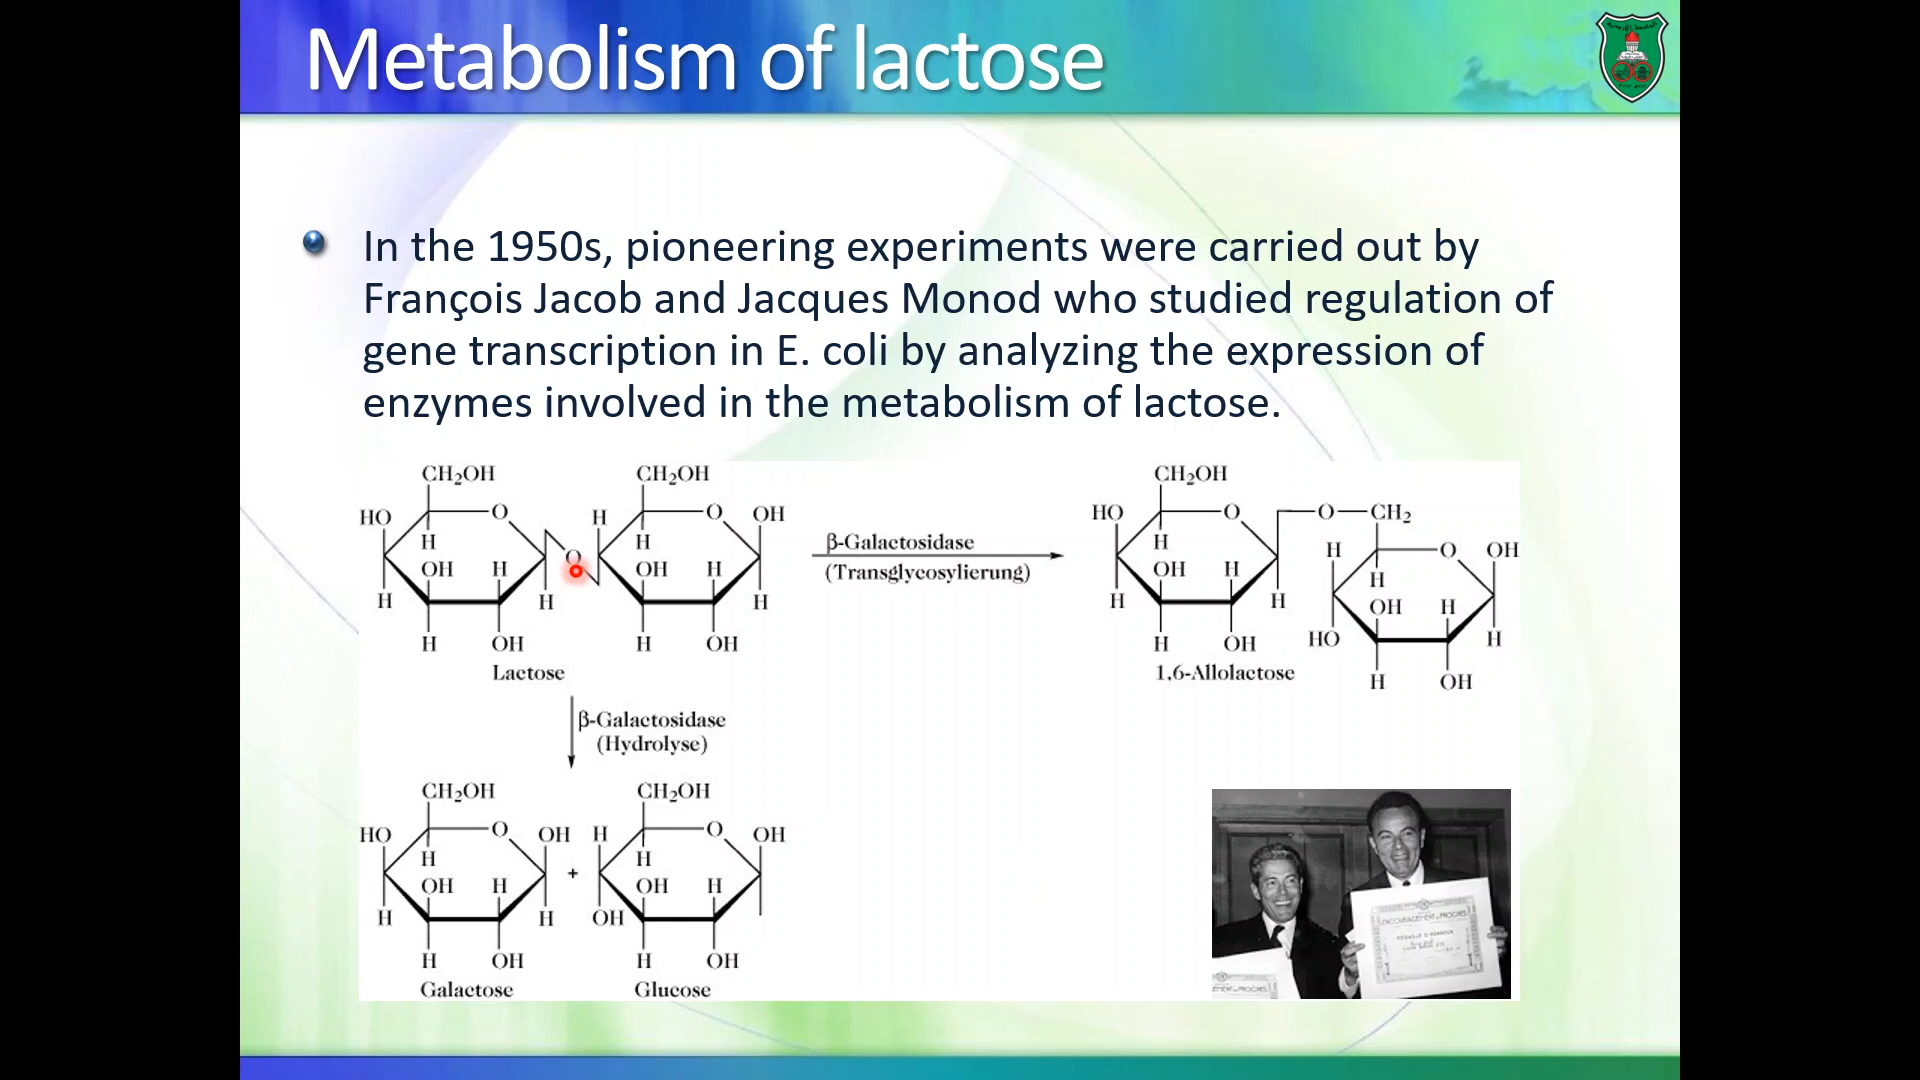 Metabolism of lactose
In the 1950s, pioneering experiments were carried out by
François Jacob and Jacques Monod who studied regulation of
gene transcription in E. coli by analyzing the expression of
enzymes involved in the metabolism of lactose.
CH₂OH CH₂OH
HO O H O OH
H H
O
OH H OH H
H H H
H OH H OH
Lactose
β-Galactosidase
(Transglycosylierung)
CH₂OH
HO O O CH₂
H H O OH
OH H H
H H OH H
H OH HO H
1,6-Allolactose
H OH
β-Galactosidase
(Hydrolyse)
CH₂OH CH₂OH
HO O OH H O OH
H H
OH H + OH H
H H OH
H OH H OH
Galactose Glucose